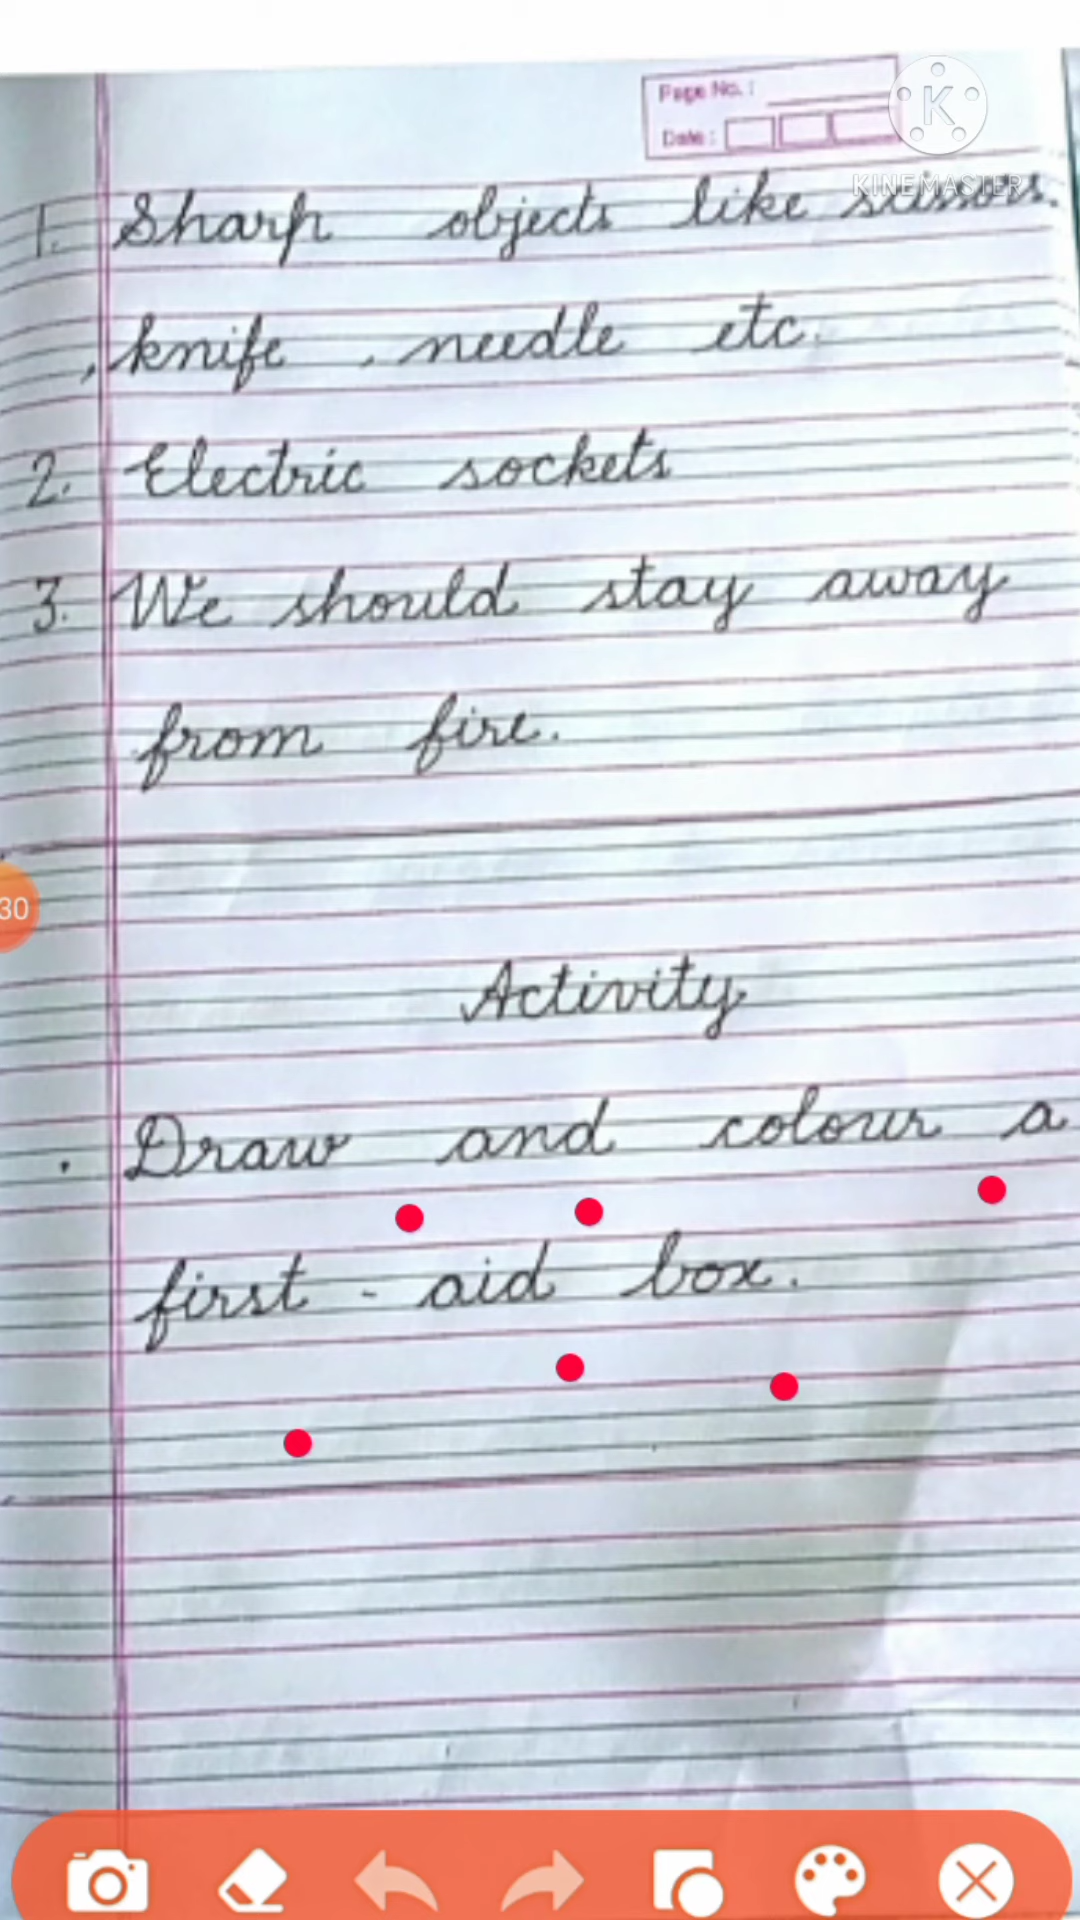 Page No. :
Date :
KINEMASTER
1. Sharp objects like scissors.
, knife , needle etc.
2. Electric sockets
3. We should stay away
from fire.
30
Activity
. Draw and colour a
first - aid box.